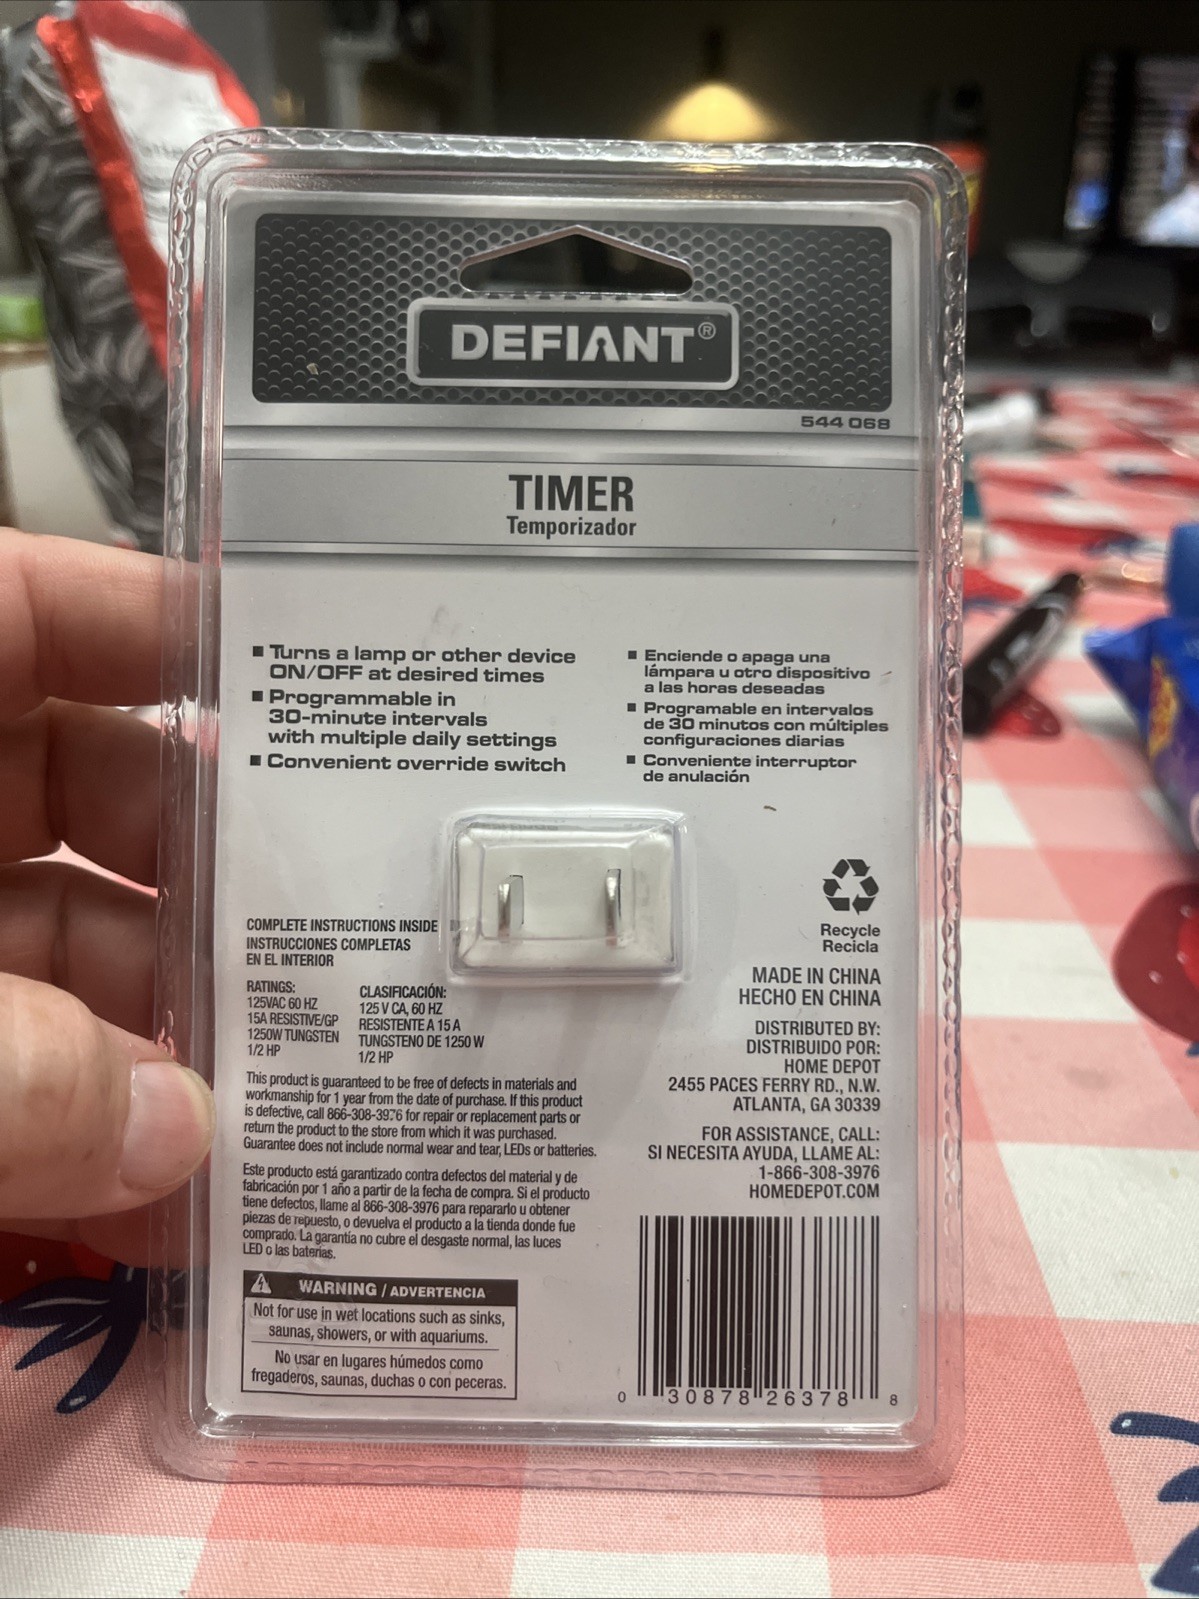 DEFIANT®
544 068
TIMER
Temporizador
■ Turns a lamp or other device
ON/OFF at desired times
■ Programmable in
30-minute intervals
with multiple daily settings
■ Convenient override switch
■ Enciende o apaga una
lámpara u otro dispositivo
a las horas deseadas
■ Programable en intervalos
de 30 minutos con múltiples
configuraciones diarias
■ Conveniente interruptor
de anulación
COMPLETE INSTRUCTIONS INSIDE
INSTRUCCIONES COMPLETAS
EN EL INTERIOR
RATINGS:
125VAC 60 HZ
15A RESISTIVE/GP
1250W TUNGSTEN
1/2 HP
CLASIFICACIÓN:
125 V CA, 60 HZ
RESISTENTE A 15 A
TUNGSTENO DE 1250 W
1/2 HP
This product is guaranteed to be free of defects in materials and
workmanship for 1 year from the date of purchase. If this product
is defective, call 866-308-3976 for repair or replacement parts or
return the product to the store from which it was purchased.
Guarantee does not include normal wear and tear, LEDs or batteries.
Este producto está garantizado contra defectos del material y de
fabricación por 1 año a partir de la fecha de compra. Si el producto
tiene defectos, llame al 866-308-3976 para repararlo u obtener
piezas de repuesto, o devuelva el producto a la tienda donde fue
comprado. La garantía no cubre el desgaste normal, las luces
LED o las baterías.
WARNING / ADVERTENCIA
Not for use in wet locations such as sinks,
saunas, showers, or with aquariums.
No usar en lugares húmedos como
fregaderos, saunas, duchas o con peceras.
Recycle
Recicla
MADE IN CHINA
HECHO EN CHINA
DISTRIBUTED BY:
DISTRIBUIDO POR:
HOME DEPOT
2455 PACES FERRY RD., N.W.
ATLANTA, GA 30339
FOR ASSISTANCE, CALL:
SI NECESITA AYUDA, LLAME AL:
1-866-308-3976
HOMEDEPOT.COM
0 30878 26378 8